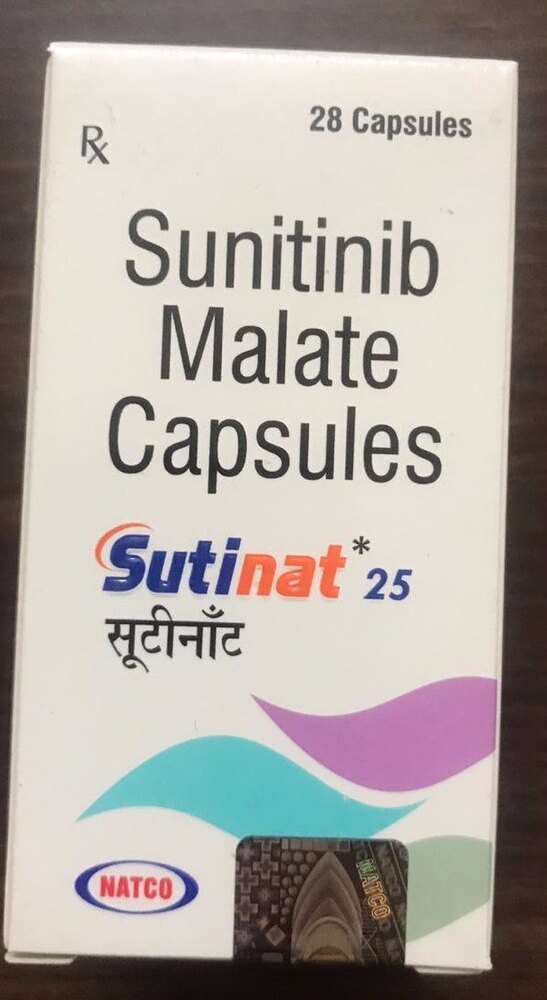 Rx
28 Capsules
Sunitinib
Malate
Capsules
Sutinat* 25
सूटीनाँट
NATCO
NATCO